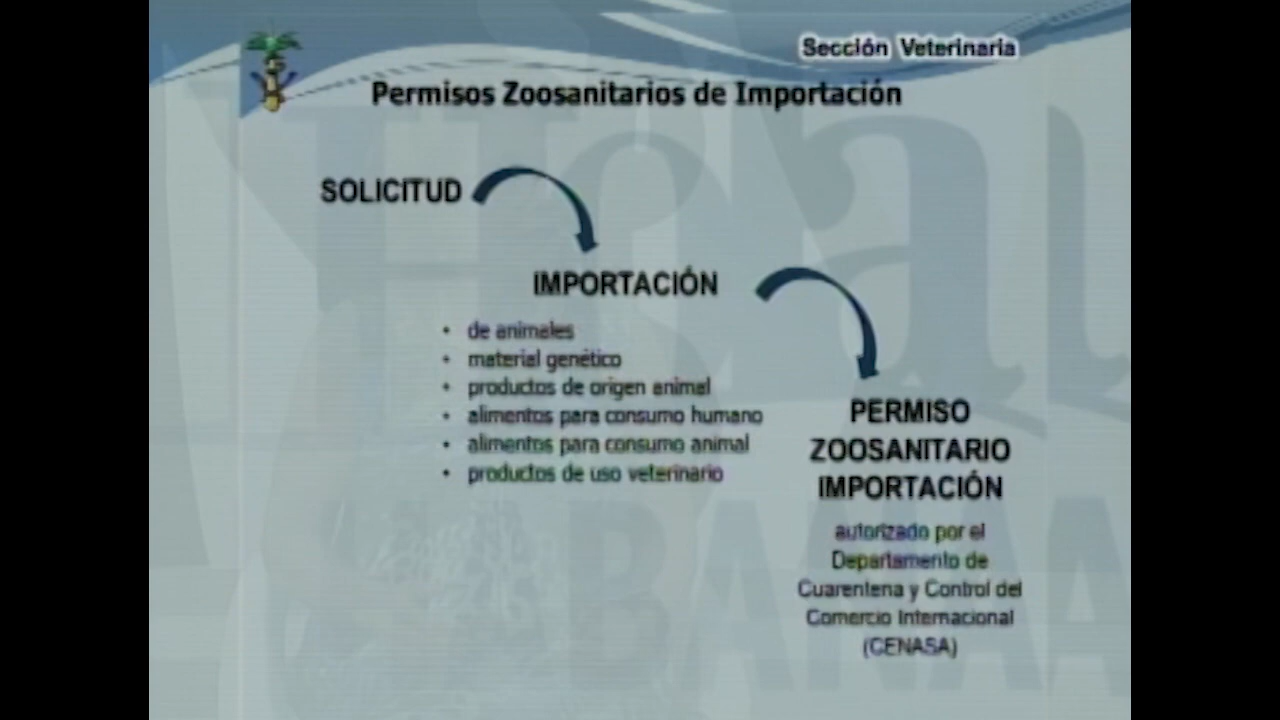 Sección Veterinaria
Permisos Zoosanitarios de Importación
SOLICITUD
IMPORTACIÓN
• de animales
• material genético
• productos de origen animal
• alimentos para consumo humano
• alimentos para consumo animal
• productos de uso veterinario
PERMISO
ZOOSANITARIO
IMPORTACIÓN
autorizado por el
Departamento de
Cuarentena y Control del
Comercio Internacional
(CENASA)